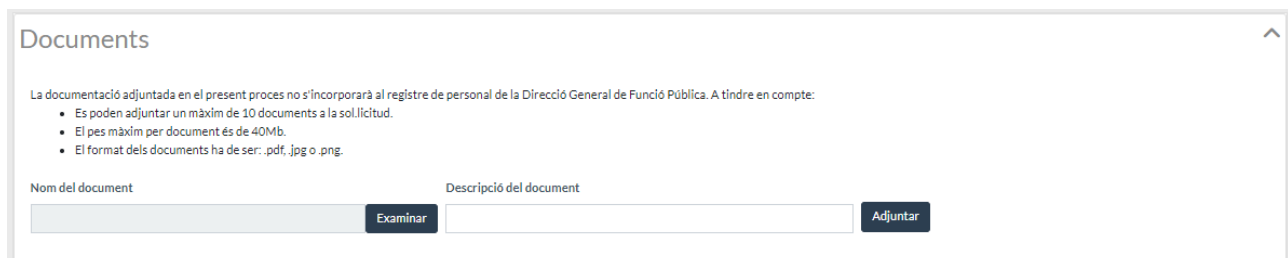 Documents
La documentació adjuntada en el present proces no s'incorporarà al registre de personal de la Direcció General de Funció Pública. A tindre en compte:
• Es poden adjuntar un màxim de 10 documents a la sol.licitud.
• El pes màxim per document és de 40Mb.
• El format dels documents ha de ser: .pdf, .jpg o .png.
Nom del document Descripció del document
Examinar Adjuntar